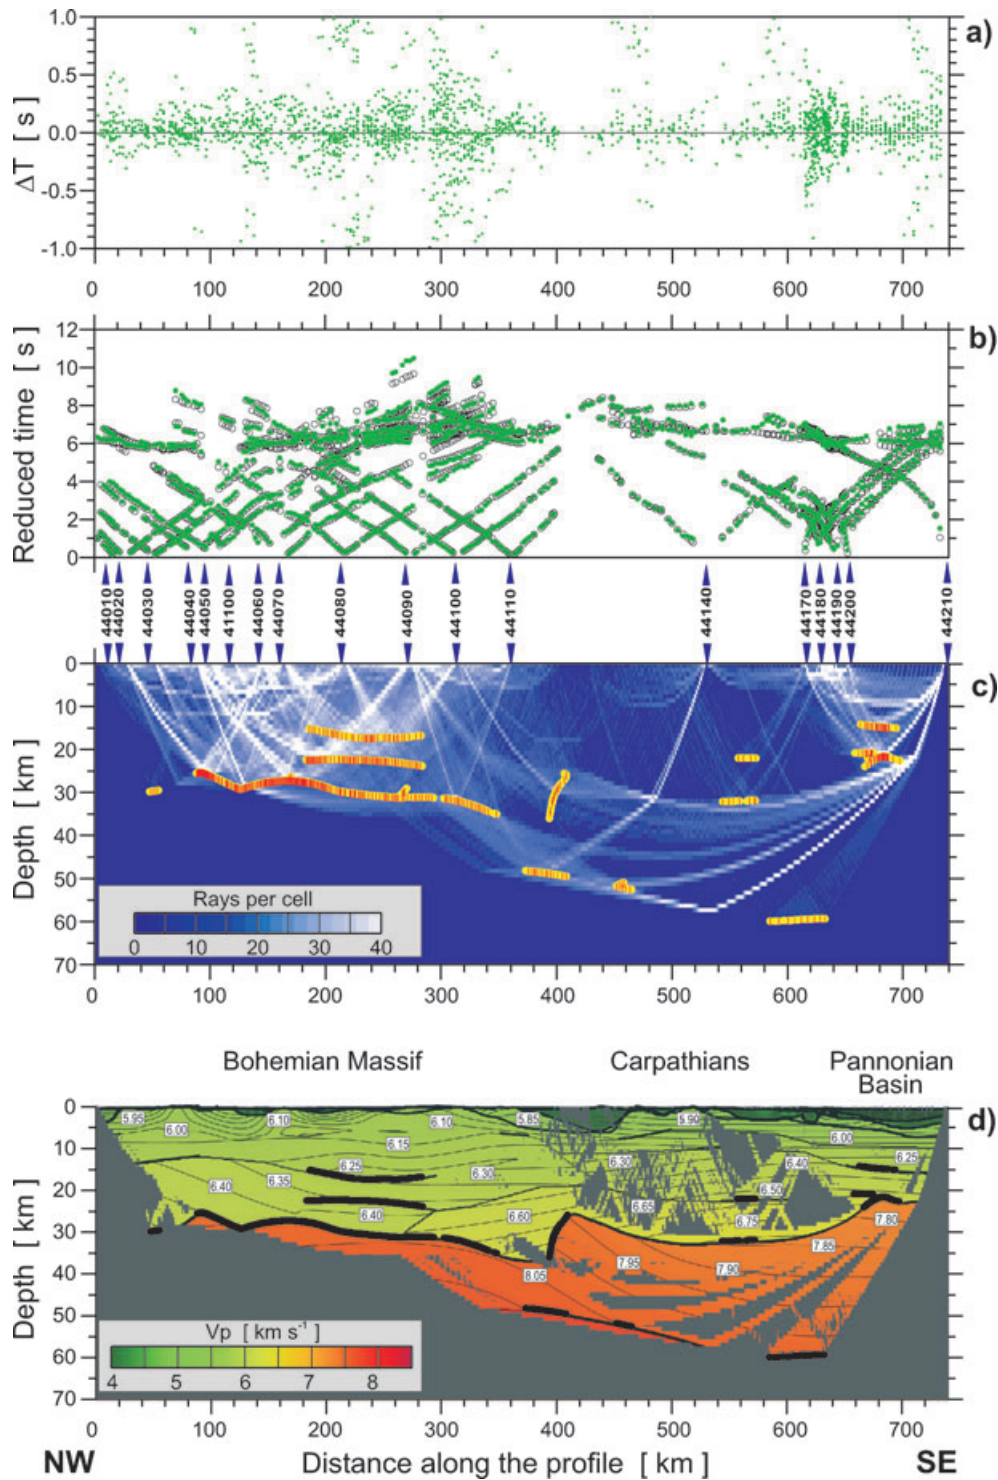 a)
1.0
0.5
0.0
-0.5
-1.0
ΔT [ s ]
0 100 200 300 400 500 600 700
b)
12
10
8
6
4
2
0
Reduced time [ s ]
44010 44020 44030 44040 44050 41100 44060 44070 44080 44090 44100 44110 44140 44170 44180 44190 44200 44210
c)
0
10
20
30
40
50
60
70
Depth [ km ]
Rays per cell
0 10 20 30 40
0 100 200 300 400 500 600 700
Bohemian Massif Carpathians Pannonian
Basin
d)
0
10
20
30
40
50
60
70
Depth [ km ]
5.95 6.00 6.10 6.10 5.85 5.90 6.00
6.15 6.25
6.25 6.30 6.30 6.40
6.40 6.35 6.50
6.40 6.60 6.65 6.75 7.80
7.85
8.05 7.95 7.90
Vp [ km s⁻¹ ]
4 5 6 7 8
0 100 200 300 400 500 600 700
NW Distance along the profile [ km ] SE